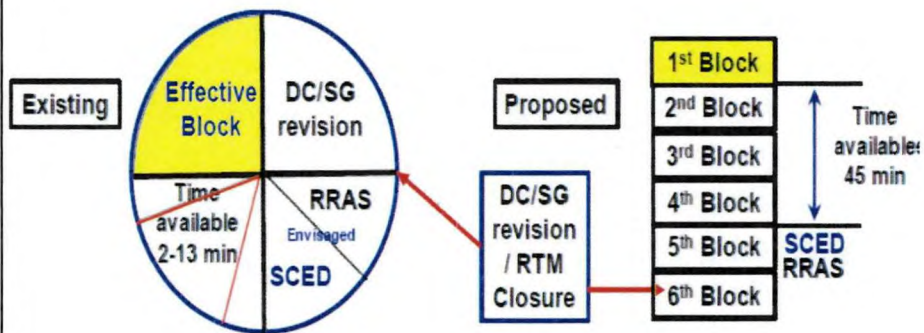 Existing
Effective
Block
DC/SG
revision
Time
available
2-13 min
RRAS
Envisaged
SCED
DC/SG
revision
/ RTM
Closure
Proposed
1st Block
2nd Block
3rd Block
4th Block
5th Block
6th Block
Time
available
45 min
SCED
RRAS